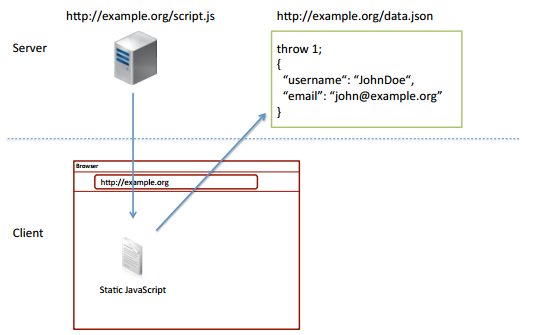 http://example.org/script.js
http://example.org/data.json
Server
throw 1;
{
“username“: “JohnDoe“,
“email”: “john@example.org”
}
Browser
http://example.org
Client
Static JavaScript